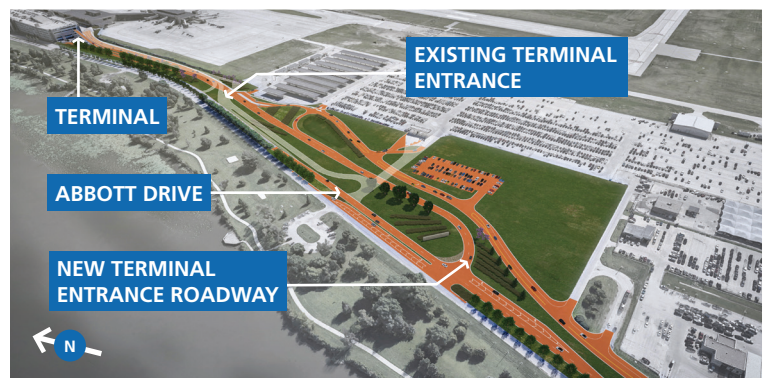 EXISTING TERMINAL
ENTRANCE
TERMINAL
ABBOTT DRIVE
NEW TERMINAL
ENTRANCE ROADWAY
N